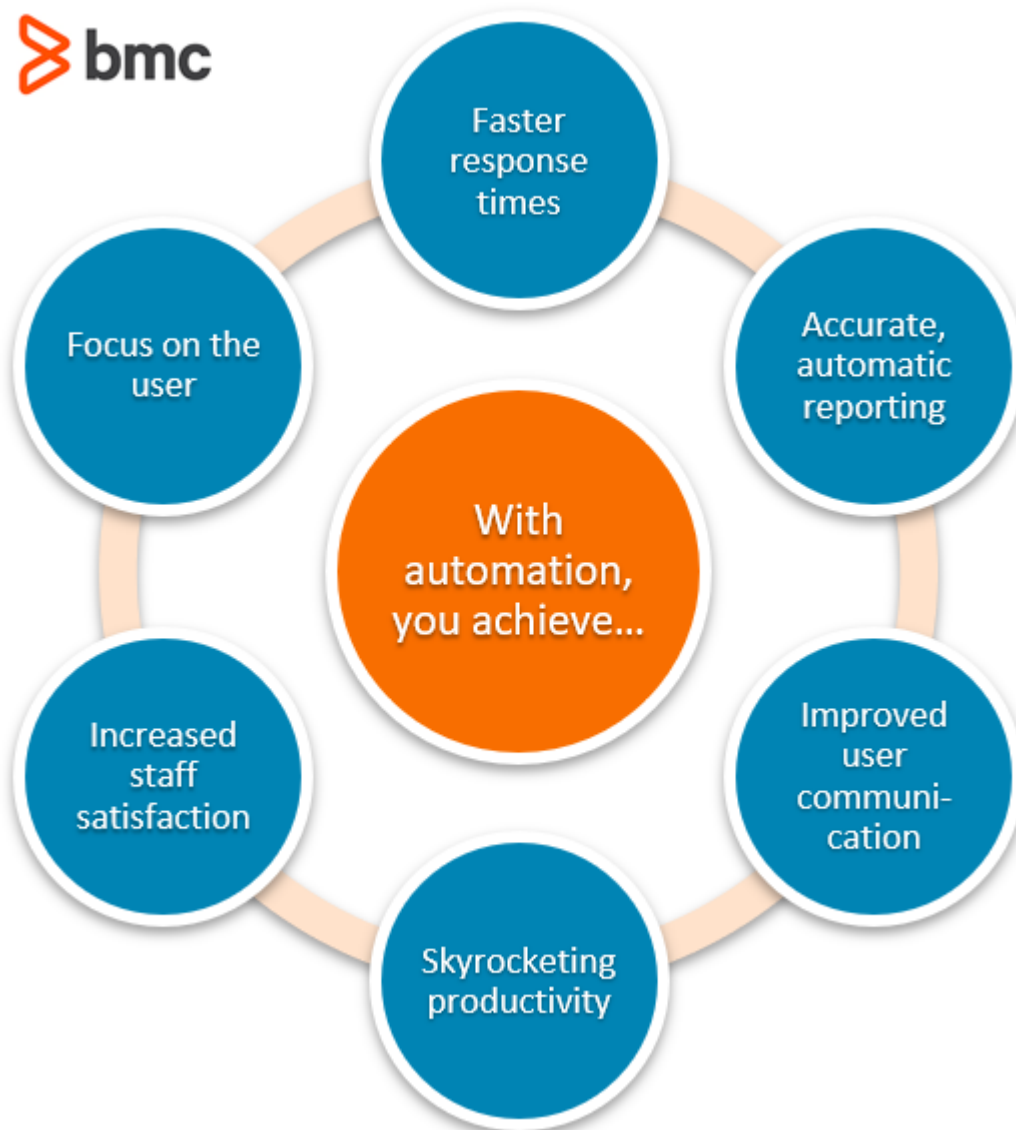 bmc
Faster
response
times
Accurate,
automatic
reporting
Improved
user
communi-
cation
Skyrocketing
productivity
Increased
staff
satisfaction
Focus on the
user
With
automation,
you achieve…